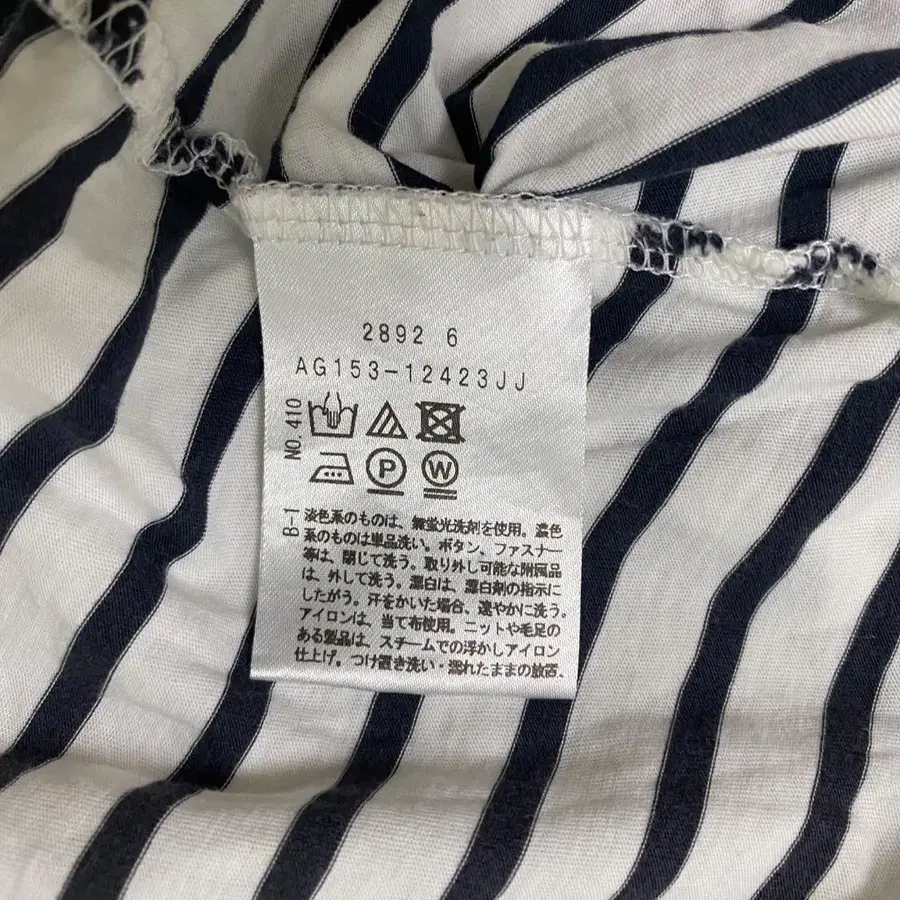 2892 6
AG153-12423JJ
NO. 410
P
W
B-1
淡色系のものは、無蛍光洗剤を使用。濃色
系のものは単品洗い。ボタン、ファスナー
等は、閉じて洗う。取り外し可能な附属品
は、外して洗う。漂白は、漂白剤の指示に
したがう。汗をかいた場合、速やかに洗う。
アイロンは、当て布使用。ニットや毛足の
ある製品は、スチームでの浮かしアイロン
仕上げ。つけ置き洗い・濡れたままの放置、